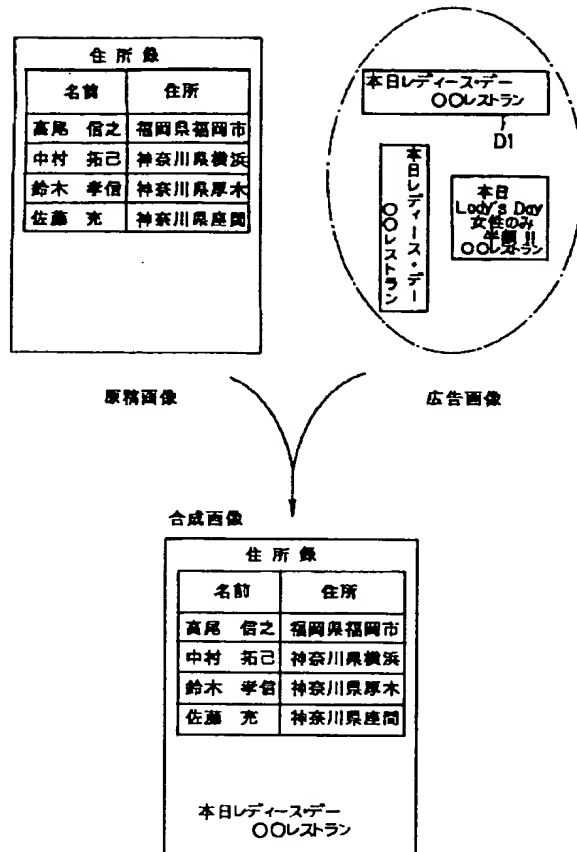 住所録
名前 住所
高尾 信之 福岡県福岡市
中村 拓己 神奈川県横浜
鈴木 孝信 神奈川県厚木
佐藤 充 神奈川県座間
原稿画像
本日レディース・デー
○○レストラン
D1
本日レディース・デー
○○レストラン
本日
Lady's Day
女性のみ
半額!!
○○レストラン
広告画像
合成画像
住所録
名前 住所
高尾 信之 福岡県福岡市
中村 拓己 神奈川県横浜
鈴木 孝信 神奈川県厚木
佐藤 充 神奈川県座間
本日レディース・デー
○○レストラン